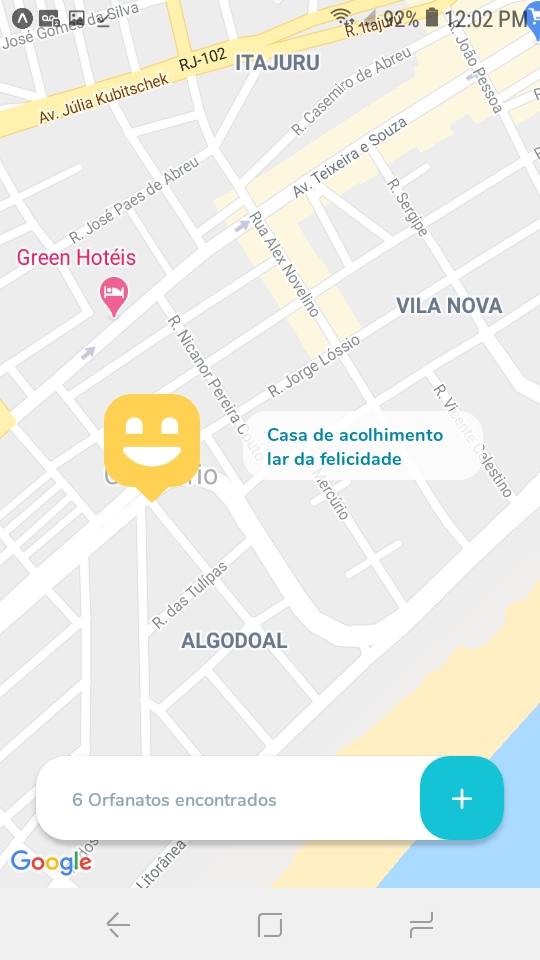 José Gomes da Silva
92%
12:02 PM
RJ-102
R. Itajuru
ITAJURU
Av. Júlia Kubitschek
R. João Pessoa
R. Casemiro de Abreu
Av. Teixeira e Souza
R. José Paes de Abreu
R. Sergipe
Rua Alex Novelino
Green Hotéis
VILA NOVA
R. Nicanor Pereira Couto
R. Jorge Lóssio
R. Vicente Celestino
Casa de acolhimento
lar da felicidade
Mercúrio
R. das Tulipas
ALGODOAL
6 Orfanatos encontrados
+
Google
Litorânea